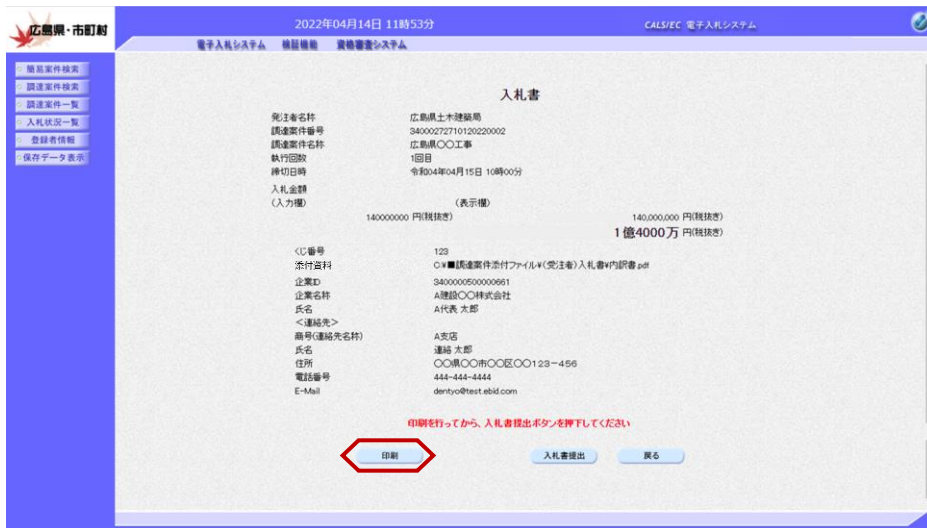 広島県・市町村
2022年04月14日 11時53分
CALS/EC 電子入札システム
電子入札システム 検証機能 資格審査システム
簡易案件検索
調達案件検索
調達案件一覧
入札状況一覧
登録者情報
保存データ表示
入札書
発注者名称 広島県土木建築局
調達案件番号 34000272710120220002
調達案件名称 広島県〇〇工事
執行回数 1回目
締切日時 令和04年04月15日 10時00分
入札金額
(入力欄) (表示欄)
140000000 円(税抜き) 140,000,000 円(税抜き)
1億4000万 円(税抜き)
くじ番号 123
添付資料 C:¥■調達案件添付ファイル¥(受注者)入札書¥内訳書.pdf
企業ID 3400000500000661
企業名称 A建設〇〇株式会社
氏名 A代表 太郎
<連絡先>
商号(連絡先名称) A支店
氏名 連絡 太郎
住所 〇〇県〇〇市〇〇区〇〇123-456
電話番号 444-444-4444
E-Mail dentyo@test.ebid.com
印刷を行ってから、入札書提出ボタンを押下してください
印刷 入札書提出 戻る